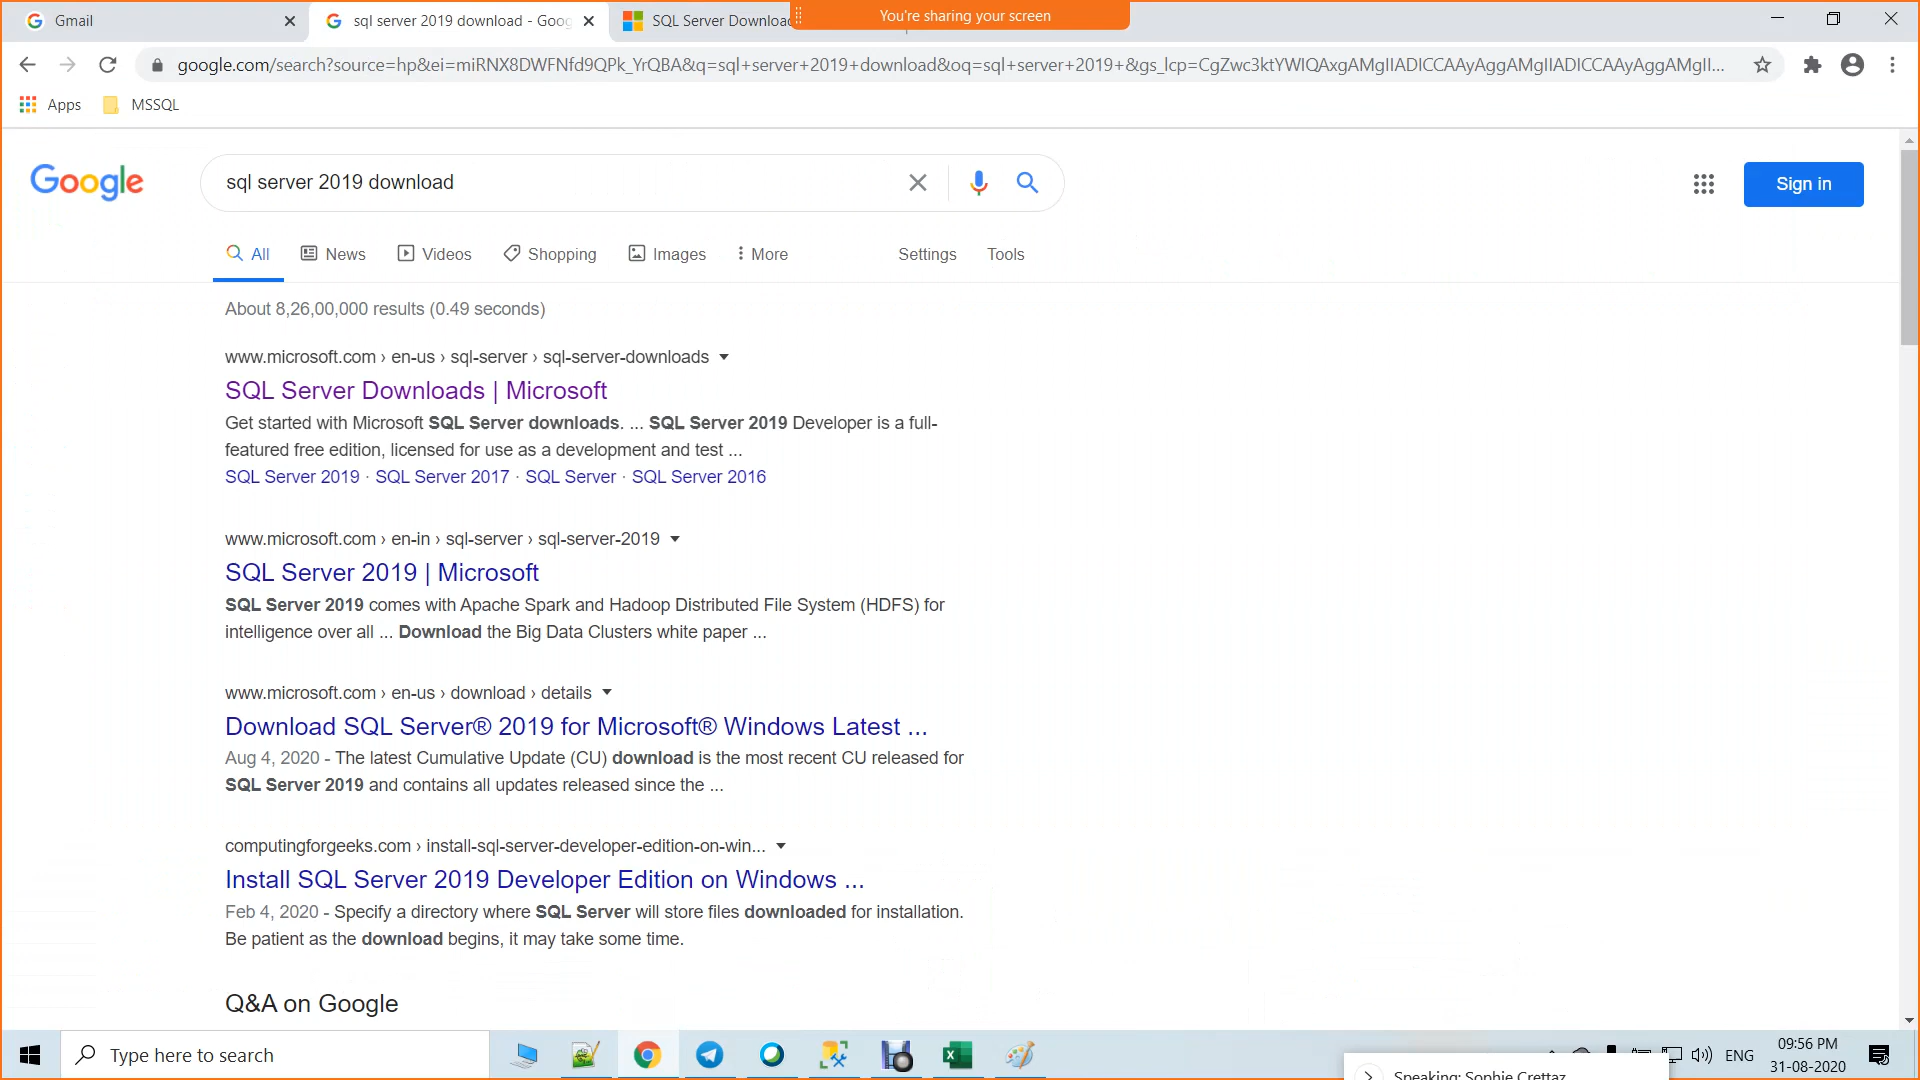 Gmail
sql server 2019 download - Goog
SQL Server Downloa
You're sharing your screen
google.com/search?source=hp&ei=miRNX8DWFNfd9QPk_YrQBA&q=sql+server+2019+download&oq=sql+server+2019+&gs_lcp=CgZwc3ktYWIQAxgAMgIIADICCAAyAggAMgIIADICCAAyAggAMgII...
Apps
MSSQL
Google
sql server 2019 download
Sign in
All
News
Videos
Shopping
Images
More
Settings
Tools
About 8,26,00,000 results (0.49 seconds)
www.microsoft.com › en-us › sql-server › sql-server-downloads
SQL Server Downloads | Microsoft
Get started with Microsoft SQL Server downloads. ... SQL Server 2019 Developer is a full-
featured free edition, licensed for use as a development and test ...
SQL Server 2019 · SQL Server 2017 · SQL Server · SQL Server 2016
www.microsoft.com › en-in › sql-server › sql-server-2019
SQL Server 2019 | Microsoft
SQL Server 2019 comes with Apache Spark and Hadoop Distributed File System (HDFS) for
intelligence over all ... Download the Big Data Clusters white paper ...
www.microsoft.com › en-us › download › details
Download SQL Server® 2019 for Microsoft® Windows Latest ...
Aug 4, 2020 - The latest Cumulative Update (CU) download is the most recent CU released for
SQL Server 2019 and contains all updates released since the ...
computingforgeeks.com › install-sql-server-developer-edition-on-win...
Install SQL Server 2019 Developer Edition on Windows ...
Feb 4, 2020 - Specify a directory where SQL Server will store files downloaded for installation.
Be patient as the download begins, it may take some time.
Q&A on Google
Type here to search
ENG
09:56 PM
31-08-2020
Speaking: Sophie Crettaz